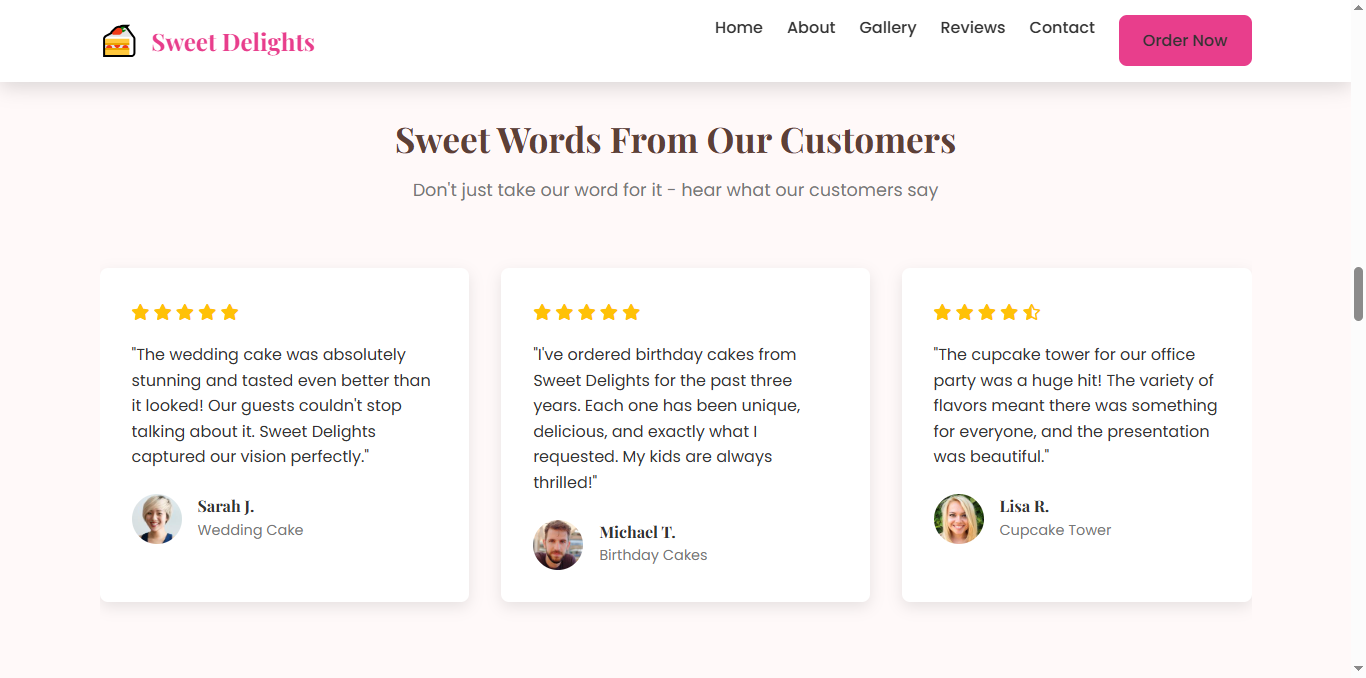 Sweet Delights
Home
About
Gallery
Reviews
Contact
Order Now
Sweet Words From Our Customers
Don't just take our word for it - hear what our customers say
"The wedding cake was absolutely
stunning and tasted even better than
it looked! Our guests couldn't stop
talking about it. Sweet Delights
captured our vision perfectly."
Sarah J.
Wedding Cake
"I've ordered birthday cakes from
Sweet Delights for the past three
years. Each one has been unique,
delicious, and exactly what I
requested. My kids are always
thrilled!"
Michael T.
Birthday Cakes
"The cupcake tower for our office
party was a huge hit! The variety of
flavors meant there was something
for everyone, and the presentation
was beautiful."
Lisa R.
Cupcake Tower